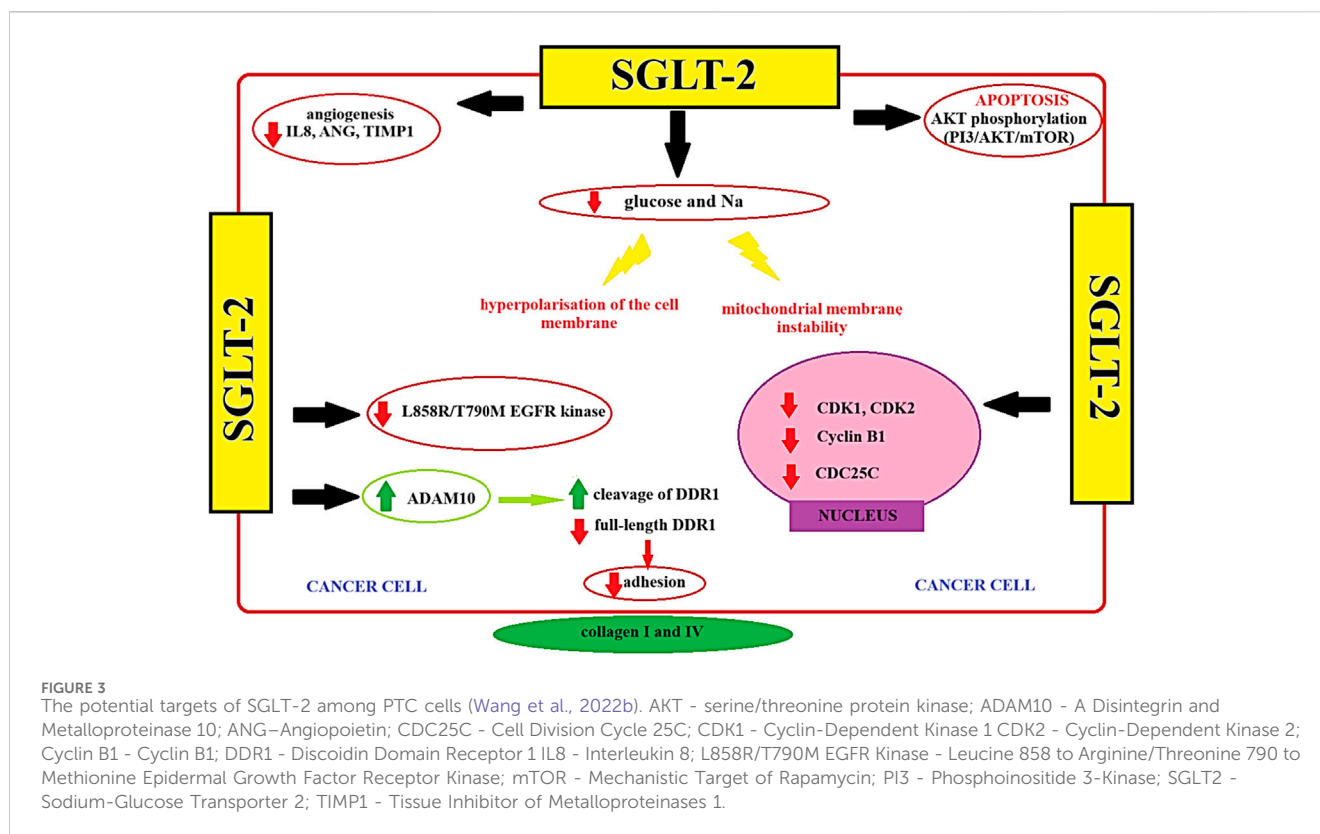 SGLT-2
angiogenesis
IL8, ANG, TIMP1
APOPTOSIS
AKT phosphorylation
(PI3/AKT/mTOR)
glucose and Na
hyperpolarisation of the cell
membrane
mitochondrial membrane
instability
SGLT-2
SGLT-2
L858R/T790M EGFR kinase
CDK1, CDK2
Cyclin B1
CDC25C
NUCLEUS
ADAM10
cleavage of DDR1
full-length DDR1
adhesion
CANCER CELL
CANCER CELL
collagen I and IV
FIGURE 3
The potential targets of SGLT-2 among PTC cells (Wang et al., 2022b). AKT - serine/threonine protein kinase; ADAM10 - A Disintegrin and
Metalloproteinase 10; ANG–Angiopoietin; CDC25C - Cell Division Cycle 25C; CDK1 - Cyclin-Dependent Kinase 1 CDK2 - Cyclin-Dependent Kinase 2;
Cyclin B1 - Cyclin B1; DDR1 - Discoidin Domain Receptor 1 IL8 - Interleukin 8; L858R/T790M EGFR Kinase - Leucine 858 to Arginine/Threonine 790 to
Methionine Epidermal Growth Factor Receptor Kinase; mTOR - Mechanistic Target of Rapamycin; PI3 - Phosphoinositide 3-Kinase; SGLT2 -
Sodium-Glucose Transporter 2; TIMP1 - Tissue Inhibitor of Metalloproteinases 1.